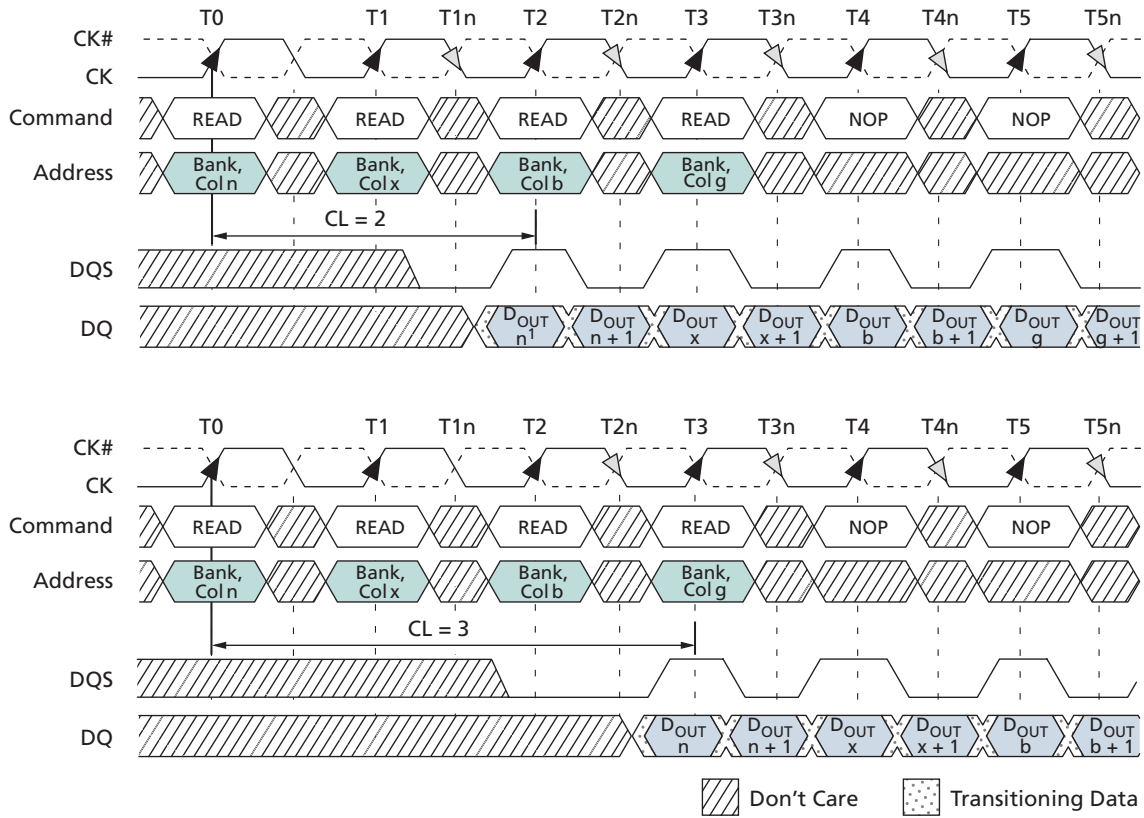 T0 T1 T1n T2 T2n T3 T3n T4 T4n T5 T5n
CK#
CK
Command READ READ READ READ NOP NOP
Address Bank, Col n Bank, Col x Bank, Col b Bank, Col g
CL = 2
DQS
DQ DOUT n1 DOUT n + 1 DOUT x DOUT x + 1 DOUT b DOUT b + 1 DOUT g DOUT g + 1
T0 T1 T1n T2 T2n T3 T3n T4 T4n T5 T5n
CK#
CK
Command READ READ READ READ NOP NOP
Address Bank, Col n Bank, Col x Bank, Col b Bank, Col g
CL = 3
DQS
DQ DOUT n DOUT n + 1 DOUT x DOUT x + 1 DOUT b DOUT b + 1
Don't Care Transitioning Data